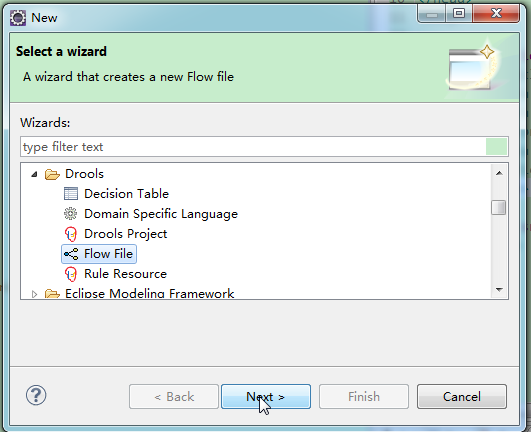 New
Select a wizard
A wizard that creates a new Flow file
Wizards:
type filter text
Drools
Decision Table
Domain Specific Language
Drools Project
Flow File
Rule Resource
Eclipse Modeling Framework
?
< Back
Next >
Finish
Cancel